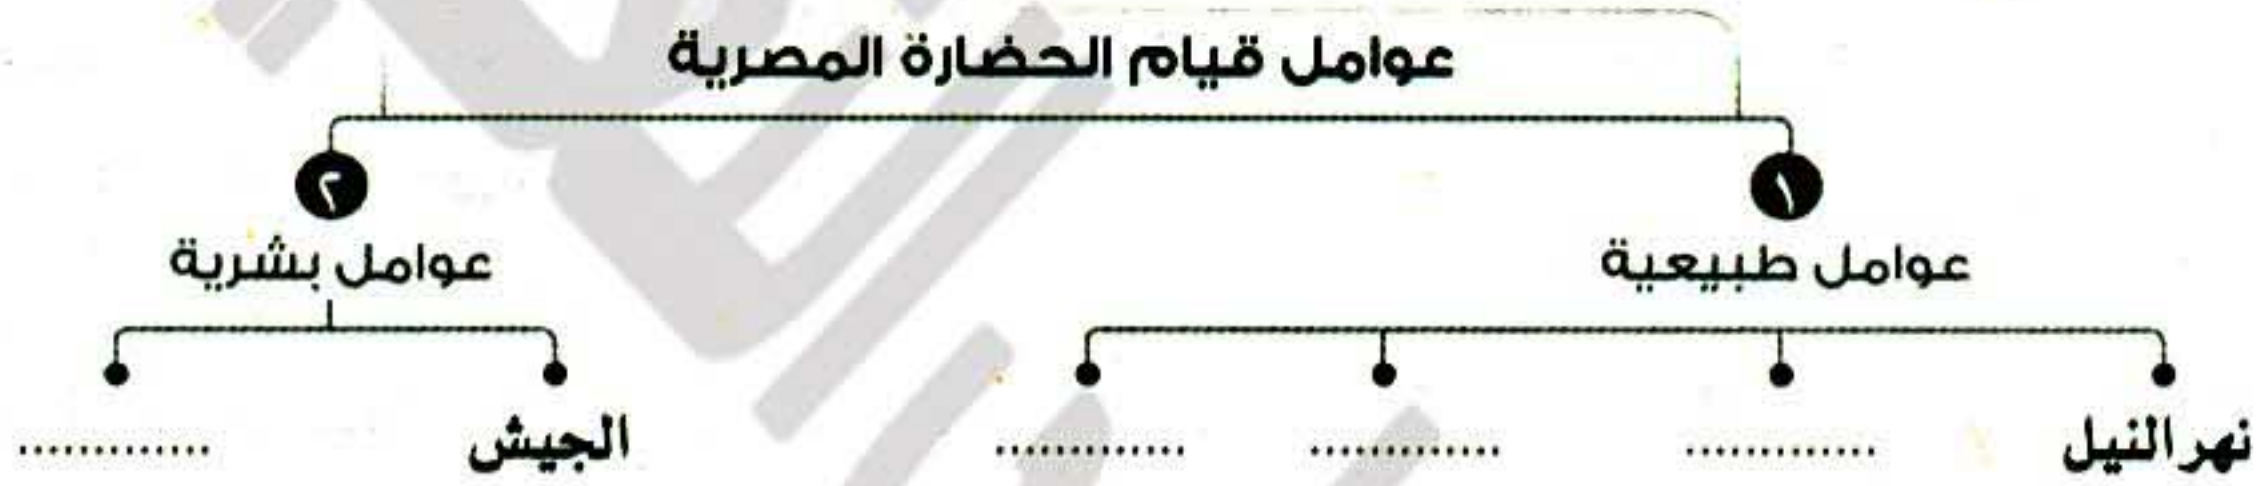 عوامل قيام الحضارة المصرية
١ ٢
عوامل طبيعية عوامل بشرية
نهر النيل ............. ............. ............. الجيش .............